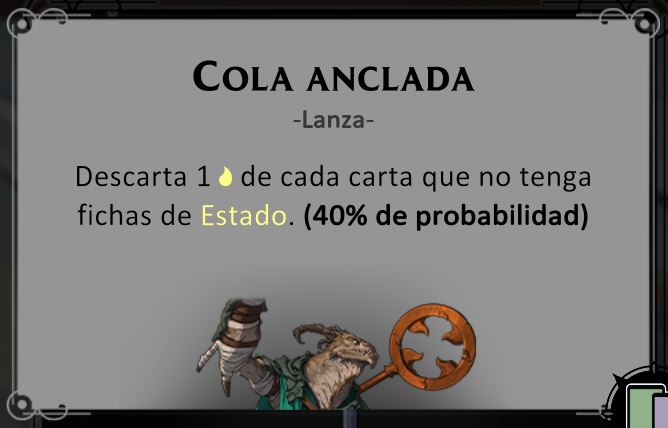 Cola anclada
-Lanza-
Descarta 1 de cada carta que no tenga
fichas de Estado. (40% de probabilidad)